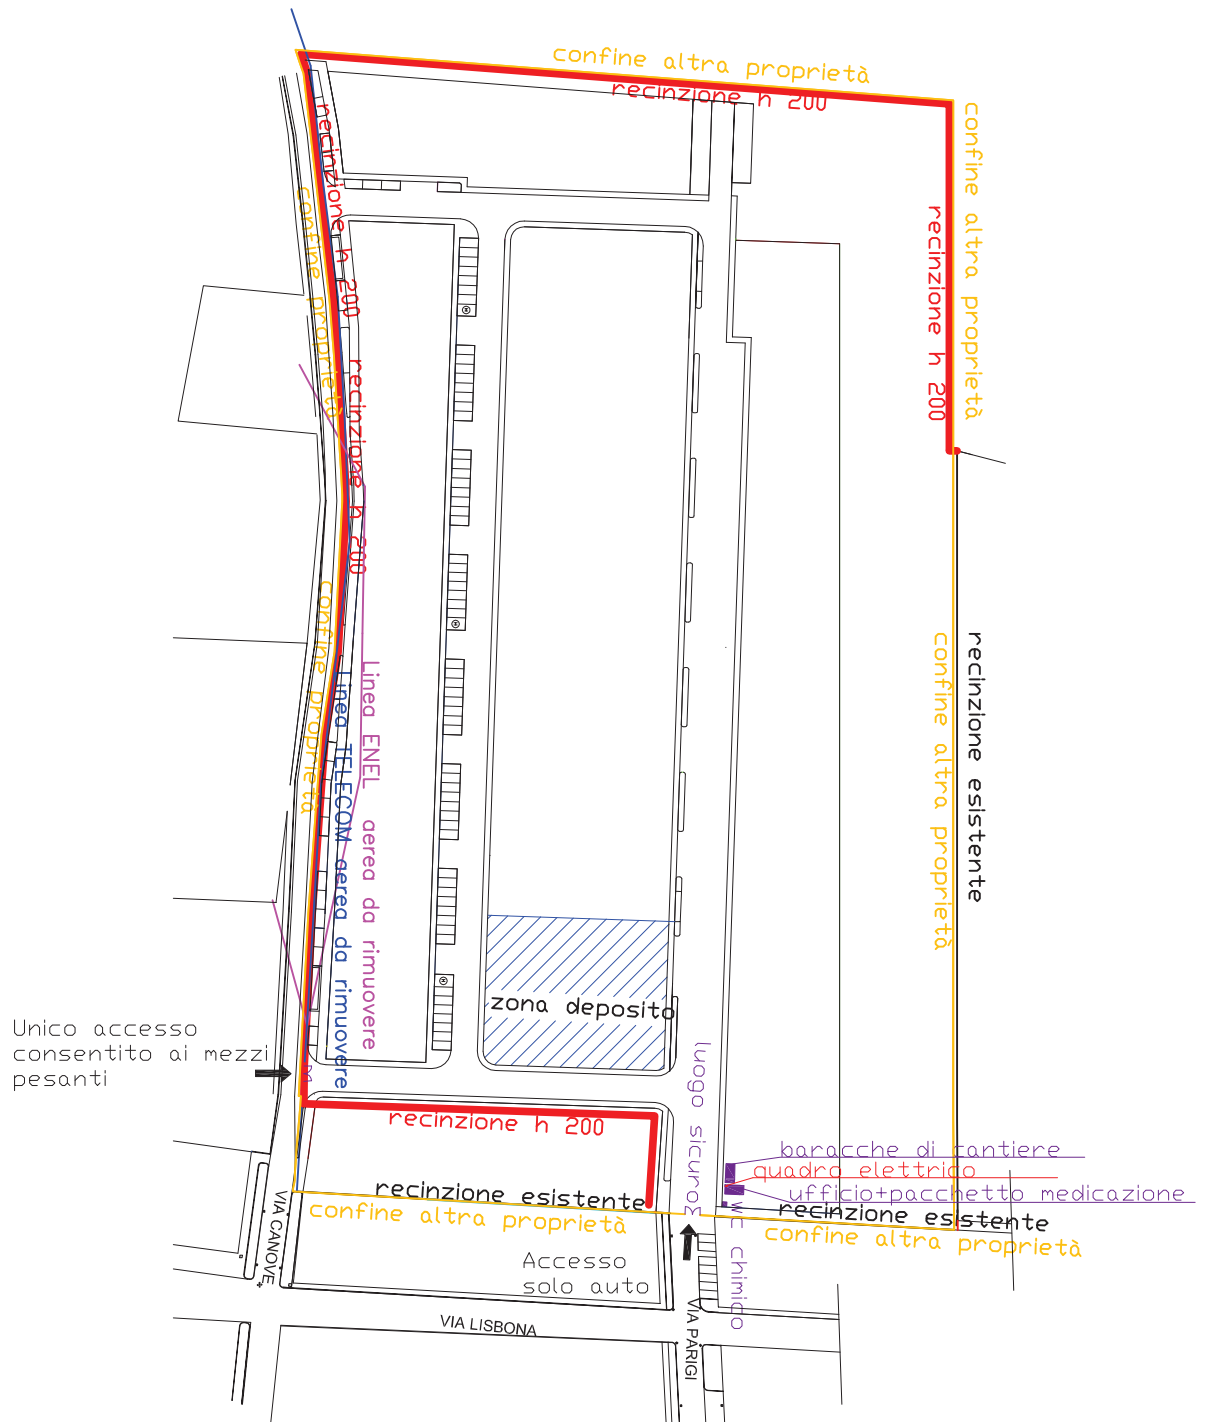 confine altra proprietà
recinzione h 200
confine altra proprietà
recinzione h 200
recinzione h 200
confine proprietà
recinzione h 200
confine proprietà
recinzione esistente
confine altra proprietà
Linea ENEL aerea da rimuovere
Linea TELECOM aerea da rimuovere
zona deposito
Unico accesso
consentito ai mezzi
pesanti
luogo sicuro
recinzione h 200
baracche di cantiere
quadro elettrico
ufficio+pacchetto medicazione
recinzione esistente
confine altra proprietà
recinzione esistente
confine altra proprietà
wc chimico
Accesso
solo auto
VIA CANOVE
VIA LISBONA
VIA PARIGI